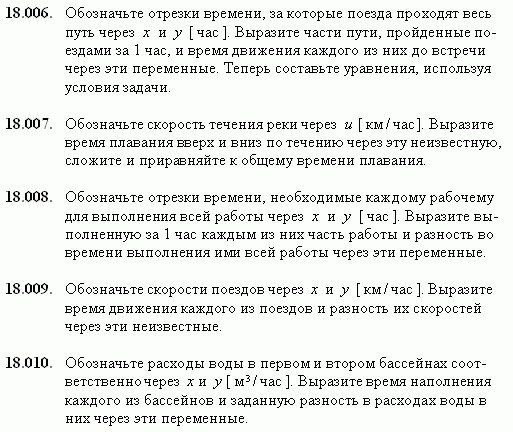 18.006. Обозначьте отрезки времени, за которые поезда проходят весь
путь через x и y [ час ]. Выразите части пути, пройденные по-
ездами за 1 час, и время движения каждого из них до встречи
через эти переменные. Теперь составьте уравнения, используя
условия задачи.
18.007. Обозначьте скорость течения реки через u [ км / час ]. Выразите
время плавания вверх и вниз по течению через эту неизвестную,
сложите и приравняйте к общему времени плавания.
18.008. Обозначьте отрезки времени, необходимые каждому рабочему
для выполнения всей работы через x и y [ час ]. Выразите вы-
полненную за 1 час каждым из них часть работы и разность во
времени выполнения ими всей работы через эти переменные.
18.009. Обозначьте скорости поездов через x и y [ км / час ]. Выразите
время движения каждого из поездов и разность их скоростей
через эти неизвестные.
18.010. Обозначьте расходы воды в первом и втором бассейнах соот-
ветственно через x и y [ м³ / час ]. Выразите время наполнения
каждого из бассейнов и заданную разность в расходах воды в
них через эти переменные.